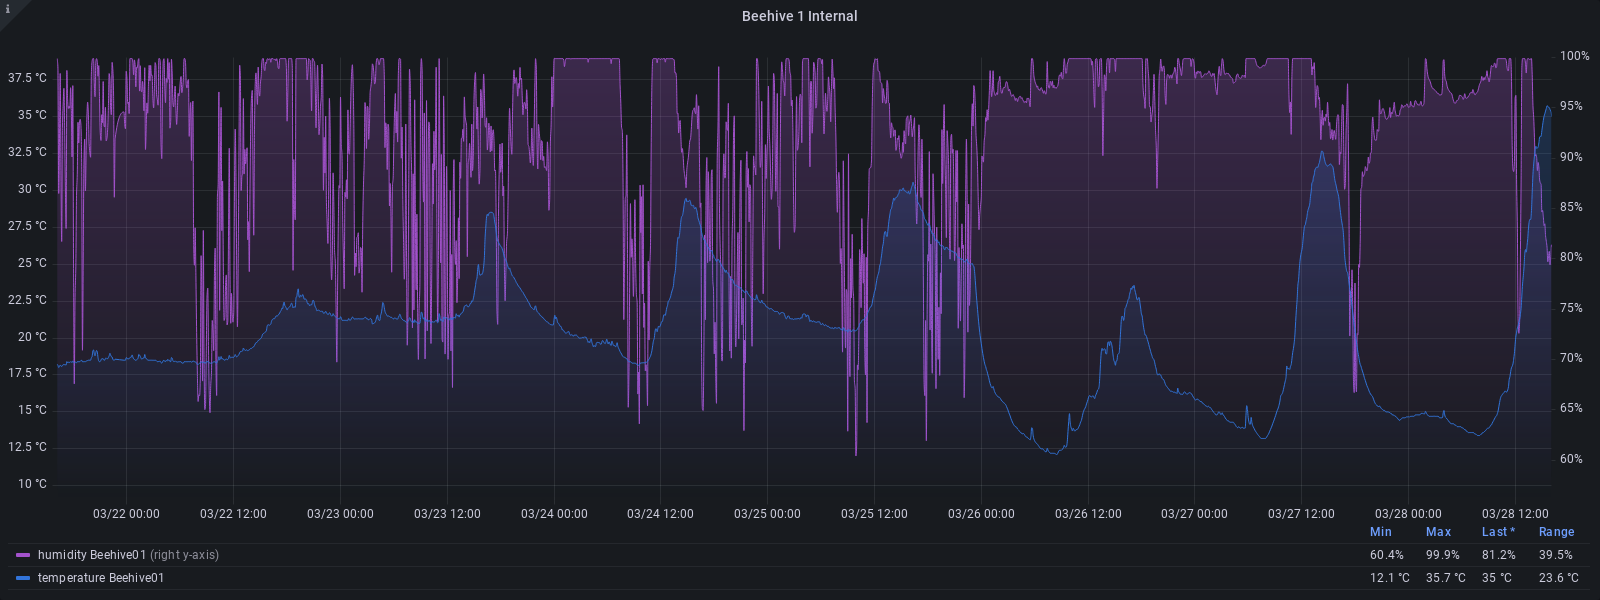 i
Beehive 1 Internal
37.5 °C
35 °C
32.5 °C
30 °C
27.5 °C
25 °C
22.5 °C
20 °C
17.5 °C
15 °C
12.5 °C
10 °C
100%
95%
90%
85%
80%
75%
70%
65%
60%
03/22 00:00 03/22 12:00 03/23 00:00 03/23 12:00 03/24 00:00 03/24 12:00 03/25 00:00 03/25 12:00 03/26 00:00 03/26 12:00 03/27 00:00 03/27 12:00 03/28 00:00 03/28 12:00
Min Max Last * Range
humidity Beehive01 (right y-axis) 60.4% 99.9% 81.2% 39.5%
temperature Beehive01 12.1 °C 35.7 °C 35 °C 23.6 °C